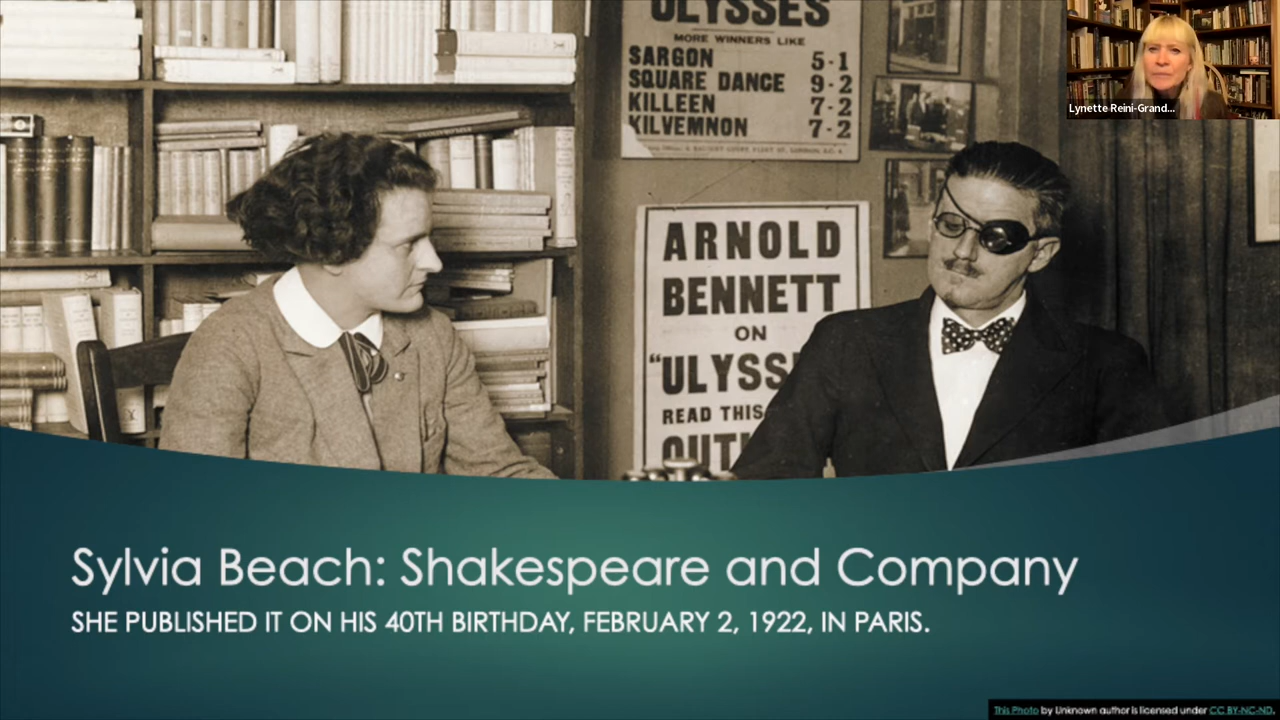 ULYSSES
MORE WINNERS LIKE
SARGON 5-1
SQUARE DANCE 9-2
KILLEEN 7-2
KILVEMNON 7-2
Lynette Reini-Grand...
ARNOLD
BENNETT
ON
"ULYSS
READ THIS
OUTL
Sylvia Beach: Shakespeare and Company
SHE PUBLISHED IT ON HIS 40TH BIRTHDAY, FEBRUARY 2, 1922, IN PARIS.
This Photo by Unknown author is licensed under CC BY-NC-ND.